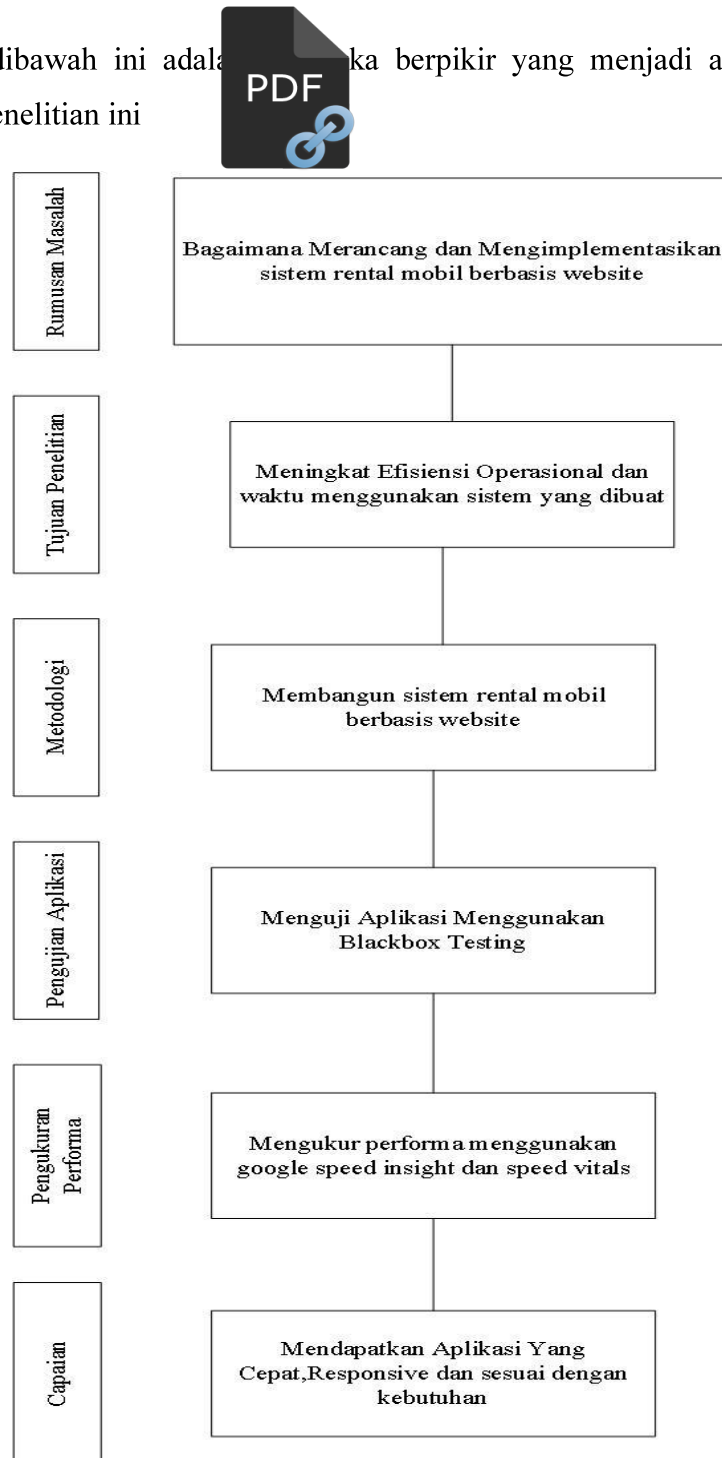 dibawah ini ka berpikir yang menjadi
ini
PDF
Rumusan Masalah
Bagaimana Merancang dan Mengimplementasikan
sistem rental mobil berbasis website
Tujuan Penelitian
Meningkat Efisiensi Operasional dan
waktu menggunakan sistem yang dibuat
Metodologi
Membangun sistem rental mobil
berbasis website
Pengujian Aplikasi
Menguji Aplikasi Menggunakan
Blackbox Testing
Pengukuran
Performa
Mengukur performa menggunakan
google speed insight dan speed vitals
Capaian
Mendapatkan Aplikasi Yang
Cepat,Responsive dan sesuai dengan
kebutuhan